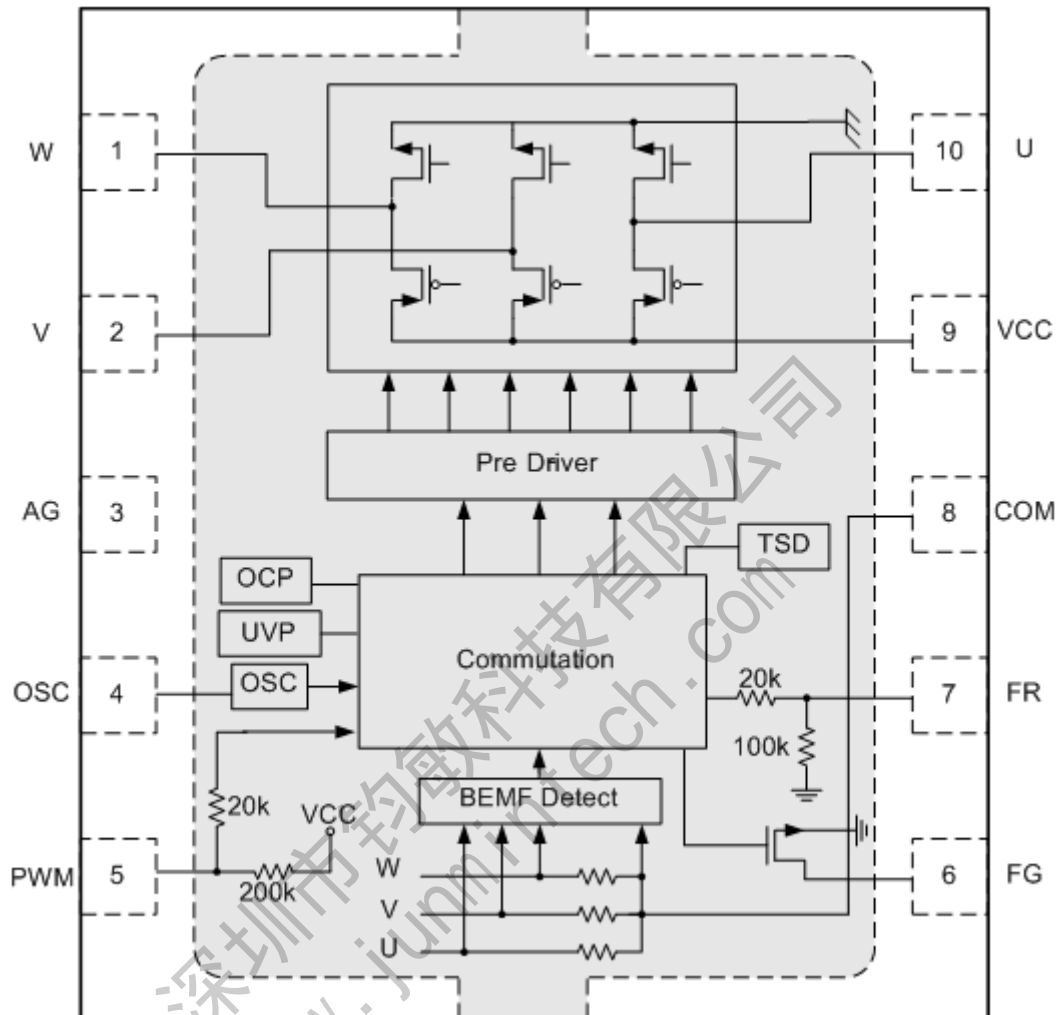 W 1 10 U
V 2 9 VCC
Pre Driver
AG 3 8 COM
TSD
OCP
UVP
Commutation
OSC 4 OSC 20k 7 FR
100k
20k VCC BEMF Detect
PWM 5 200k W 6 FG
V
U
深圳市钧敏科技有限公司
www.junmintech.com